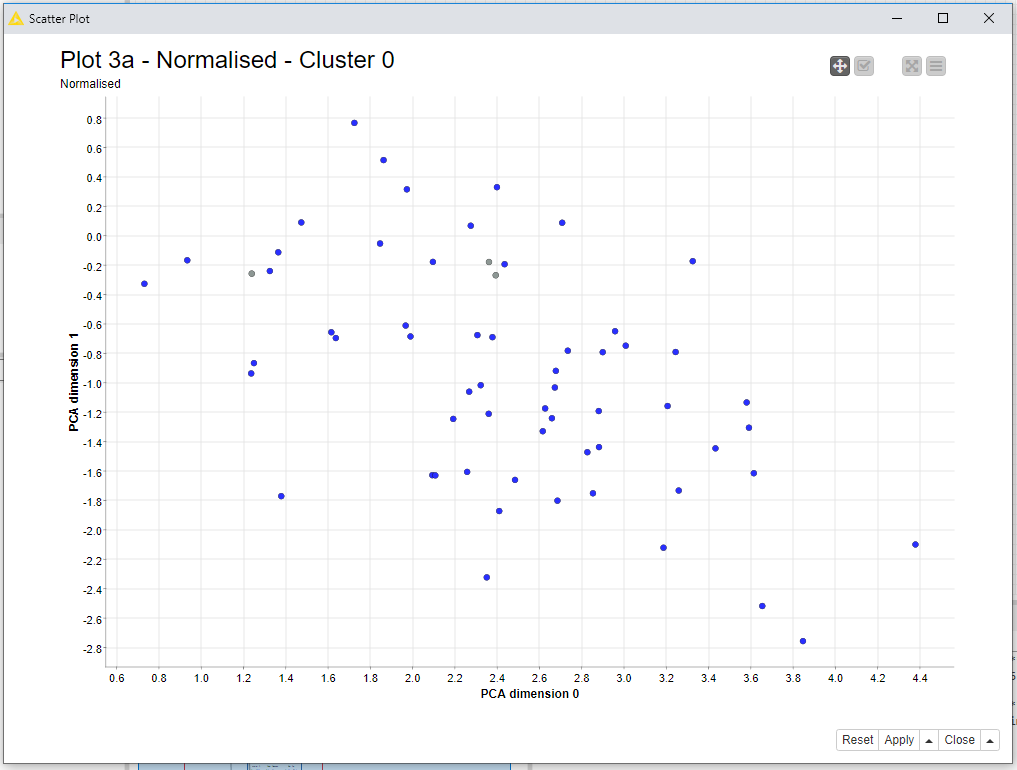 Scatter Plot
Plot 3a - Normalised - Cluster 0
Normalised
0.8
0.6
0.4
0.2
0.0
-0.2
-0.4
-0.6
-0.8
-1.0
-1.2
-1.4
-1.6
-1.8
-2.0
-2.2
-2.4
-2.6
-2.8
PCA dimension 1
0.6 0.8 1.0 1.2 1.4 1.6 1.8 2.0 2.2 2.4 2.6 2.8 3.0 3.2 3.4 3.6 3.8 4.0 4.2 4.4
PCA dimension 0
Reset Apply Close